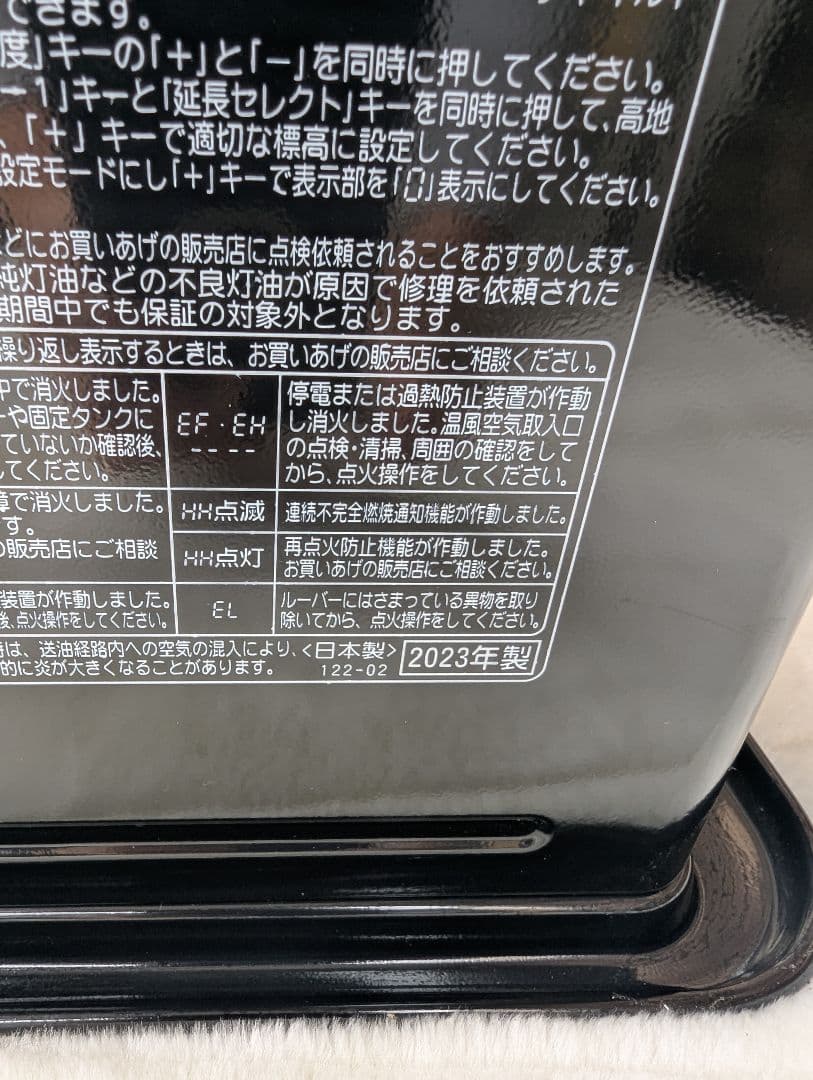 できます。
度」キーの「＋」と「－」を同時に押してください。
ー１」キーと「延長セレクト」キーを同時に押して、高地
、「＋」キーで適切な標高に設定してください。
設定モードにし「＋」キーで表示部を「0」表示にしてください。
どにお買いあげの販売店に点検依頼されることをおすすめします。
純灯油などの不良灯油が原因で修理を依頼された
期間中でも保証の対象外となります。
繰り返し表示するときは、お買いあげの販売店にご相談ください。
中で消火しました。
ーや固定タンクに
ていないか確認後、
してください。
EF・EH
----
停電または過熱防止装置が作動
し消火しました。温風空気取入口
の点検・清掃、周囲の確認をして
から、点火操作をしてください。
障で消火しました。
す。
の販売店にご相談
HH点滅
連続不完全燃焼通知機能が作動しました。
HH点灯
再点火防止機能が作動しました。
お買いあげの販売店にご相談ください。
装置が作動しました。
後、点火操作をしてください。
EL
ルーバーにはさまっている異物を取り
除いてから、点火操作をしてください。
時は、送油経路内への空気の混入により、
的に炎が大きくなることがあります。
<日本製>
122-02
2023年製